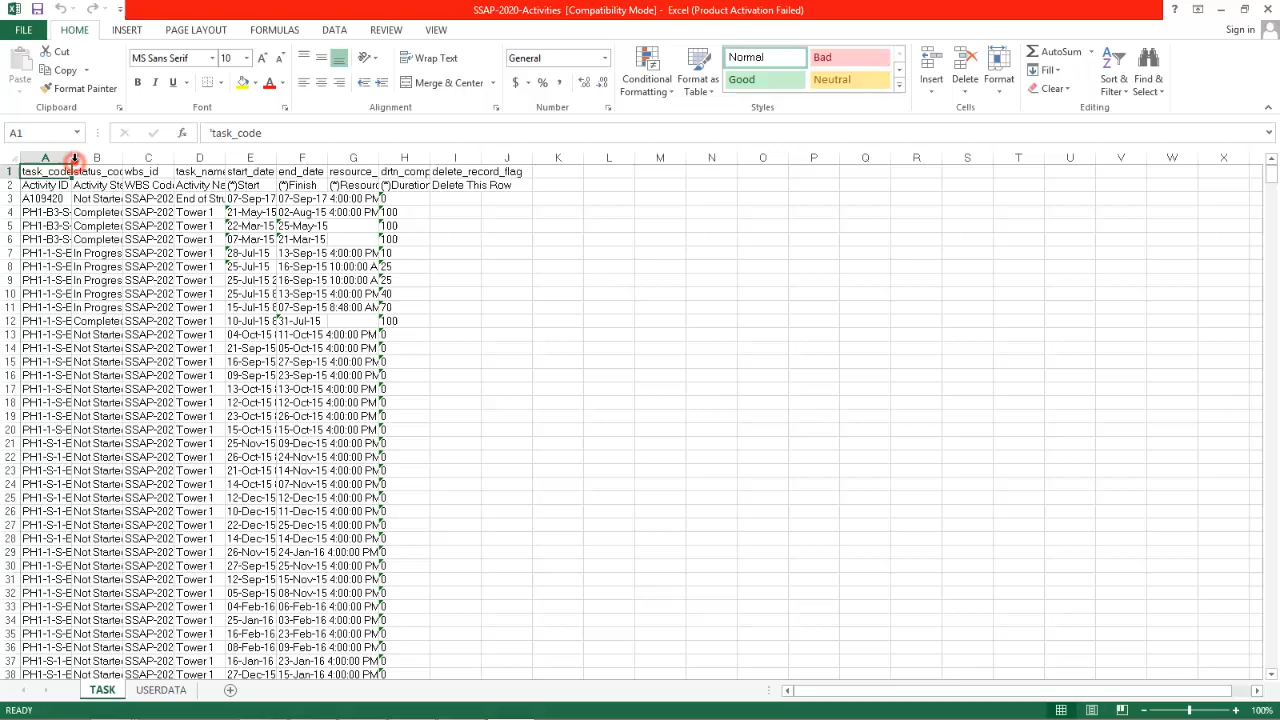 SSAP-2020-Activities [Compatibility Mode] - Excel (Product Activation Failed)
FILE HOME INSERT PAGE LAYOUT FORMULAS DATA REVIEW VIEW Sign in
Paste Cut Copy Format Painter Clipboard
MS Sans Serif 10 B I U Font
Wrap Text Merge & Center Alignment
General $ % , Number
Conditional Formatting Format as Table Normal Bad Good Neutral Styles
Insert Delete Format Cells
AutoSum Fill Clear Sort & Filter Find & Select Editing
A1 'task_code
A B C D E F G H I J K L M N O P Q R S T U V W X
1 task_code status_co wbs_id task_name start_date end_date resource_ drtn_comp delete_record_flag
2 Activity ID Activity Sta WBS Code Activity Na (*)Start (*)Finish (*)Resourc (*)Duration Delete This Row
3 A109420 Not Starte SSAP-202 End of Stru 07-Sep-17 07-Sep-17 4:00:00 PM 0
4 PH1-B3-S- Complete SSAP-202 Tower 1 21-May-15 02-Aug-15 4:00:00 PM 100
5 PH1-B3-S Complete SSAP-202 Tower 1 22-Mar-15 25-May-15 100
6 PH1-B3-S Complete SSAP-202 Tower 1 07-Mar-15 21-Mar-15 100
7 PH1-1-S-E In Progres SSAP-202 Tower 1 28-Jul-15 13-Sep-15 4:00:00 PM 10
8 PH1-1-S-E In Progres SSAP-202 Tower 1 25-Jul-15 16-Sep-15 10:00:00 A 25
9 PH1-1-S-E In Progres SSAP-202 Tower 1 25-Jul-15 2 16-Sep-15 10:00:00 A 25
10 PH1-1-S-E In Progres SSAP-202 Tower 1 25-Jul-15 8 13-Sep-15 4:00:00 PM 40
11 PH1-1-S-E In Progres SSAP-202 Tower 1 15-Jul-15 8 07-Sep-15 8:48:00 AM 70
12 PH1-1-S-E Complete SSAP-202 Tower 1 10-Jul-15 8 31-Jul-15 100
13 PH1-1-S-E Not Starte SSAP-202 Tower 1 04-Oct-15 11-Oct-15 4:00:00 PM 0
14 PH1-1-S-E Not Starte SSAP-202 Tower 1 21-Sep-15 05-Oct-15 4:00:00 PM 0
15 PH1-1-S-E Not Starte SSAP-202 Tower 1 16-Sep-15 27-Sep-15 4:00:00 PM 0
16 PH1-1-S-E Not Starte SSAP-202 Tower 1 09-Sep-15 23-Sep-15 4:00:00 PM 0
17 PH1-1-S-E Not Starte SSAP-202 Tower 1 13-Oct-15 13-Oct-15 4:00:00 PM 0
18 PH1-1-S-E Not Starte SSAP-202 Tower 1 12-Oct-15 12-Oct-15 4:00:00 PM 0
19 PH1-1-S-E Not Starte SSAP-202 Tower 1 23-Oct-15 26-Oct-15 4:00:00 PM 0
20 PH1-1-S-E Not Starte SSAP-202 Tower 1 15-Oct-15 15-Oct-15 4:00:00 PM 0
21 PH1-S-1-E Not Starte SSAP-202 Tower 1 25-Nov-15 09-Dec-15 4:00:00 PM 0
22 PH1-S-1-E Not Starte SSAP-202 Tower 1 26-Oct-15 09-Nov-15 4:00:00 PM 0
23 PH1-S-1-E Not Starte SSAP-202 Tower 1 21-Oct-15 14-Nov-15 4:00:00 PM 0
24 PH1-S-1-E Not Starte SSAP-202 Tower 1 14-Oct-15 07-Nov-15 4:00:00 PM 0
25 PH1-S-1-E Not Starte SSAP-202 Tower 1 12-Dec-15 12-Dec-15 4:00:00 PM 0
26 PH1-S-1-E Not Starte SSAP-202 Tower 1 10-Dec-15 11-Dec-15 4:00:00 PM 0
27 PH1-S-1-E Not Starte SSAP-202 Tower 1 22-Dec-15 25-Dec-15 4:00:00 PM 0
28 PH1-S-1-E Not Starte SSAP-202 Tower 1 14-Dec-15 14-Dec-15 4:00:00 PM 0
29 PH1-1-S-E Not Starte SSAP-202 Tower 1 26-Nov-15 24-Jan-16 4:00:00 PM 0
30 PH1-1-S-E Not Starte SSAP-202 Tower 1 27-Sep-15 25-Nov-15 4:00:00 PM 0
31 PH1-1-S-E Not Starte SSAP-202 Tower 1 12-Sep-15 15-Nov-15 4:00:00 PM 0
32 PH1-1-S-E Not Starte SSAP-202 Tower 1 05-Sep-15 08-Nov-15 4:00:00 PM 0
33 PH1-1-S-E Not Starte SSAP-202 Tower 1 04-Feb-16 06-Feb-16 4:00:00 PM 0
34 PH1-1-S-E Not Starte SSAP-202 Tower 1 25-Jan-16 03-Feb-16 4:00:00 PM 0
35 PH1-1-S-E Not Starte SSAP-202 Tower 1 16-Feb-16 23-Feb-16 4:00:00 PM 0
36 PH1-1-S-E Not Starte SSAP-202 Tower 1 08-Feb-16 09-Feb-16 4:00:00 PM 0
37 PH1-S-1-E Not Starte SSAP-202 Tower 1 16-Jan-16 23-Jan-16 4:00:00 PM 0
38 PH1-S-1-E Not Starte SSAP-202 Tower 1 27-Dec-15 15-Jan-16 4:00:00 PM 0
TASK USERDATA
READY 100%